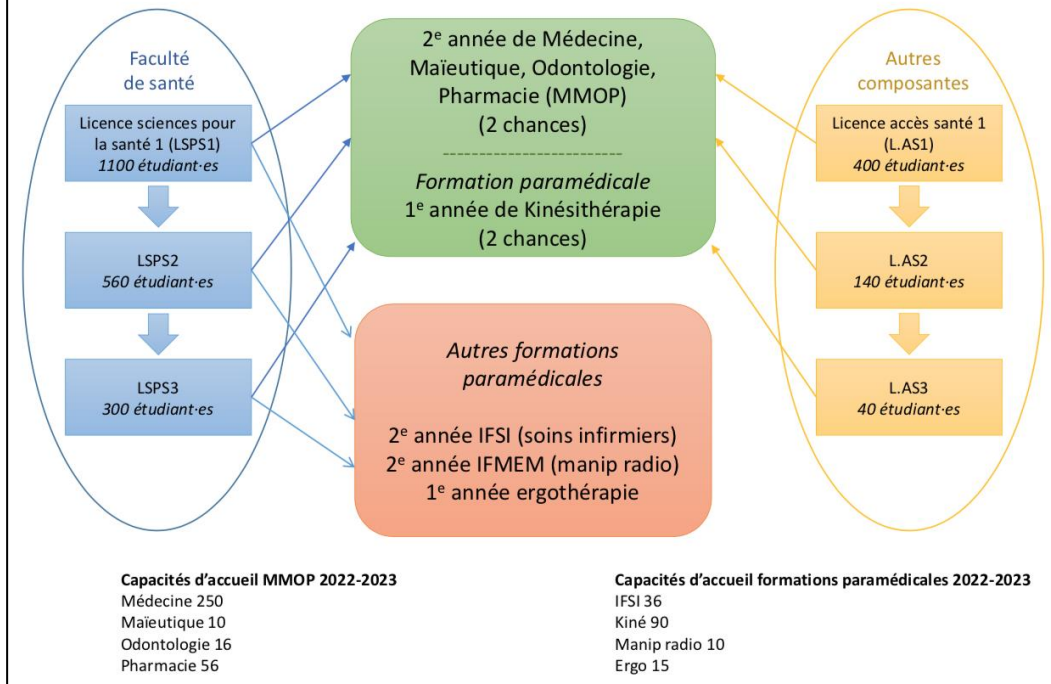 Faculté
de santé
Licence sciences pour
la santé 1 (LSPS1)
1100 étudiant·es
LSPS2
560 étudiant·es
LSPS3
300 étudiant·es
2e année de Médecine,
Maïeutique, Odontologie,
Pharmacie (MMOP)
(2 chances)
--------------------------
Formation paramédicale
1e année de Kinésithérapie
(2 chances)
Autres formations
paramédicales
2e année IFSI (soins infirmiers)
2e année IFMEM (manip radio)
1e année ergothérapie
Autres
composantes
Licence accès santé 1
(L.AS1)
400 étudiant·es
L.AS2
140 étudiant·es
L.AS3
40 étudiant·es
Capacités d'accueil MMOP 2022-2023
Médecine 250
Maïeutique 10
Odontologie 16
Pharmacie 56
Capacités d'accueil formations paramédicales 2022-2023
IFSI 36
Kiné 90
Manip radio 10
Ergo 15